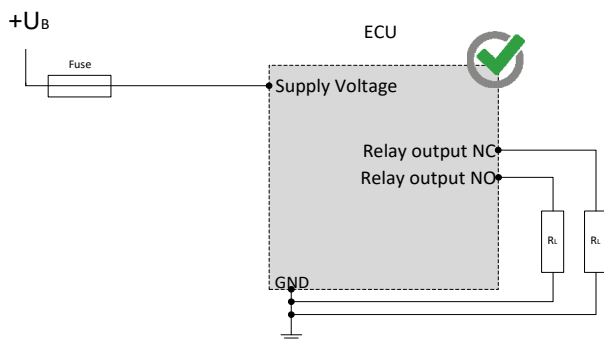 +UB
ECU
Fuse
Supply Voltage
Relay output NC
Relay output NO
RL
RL
GND